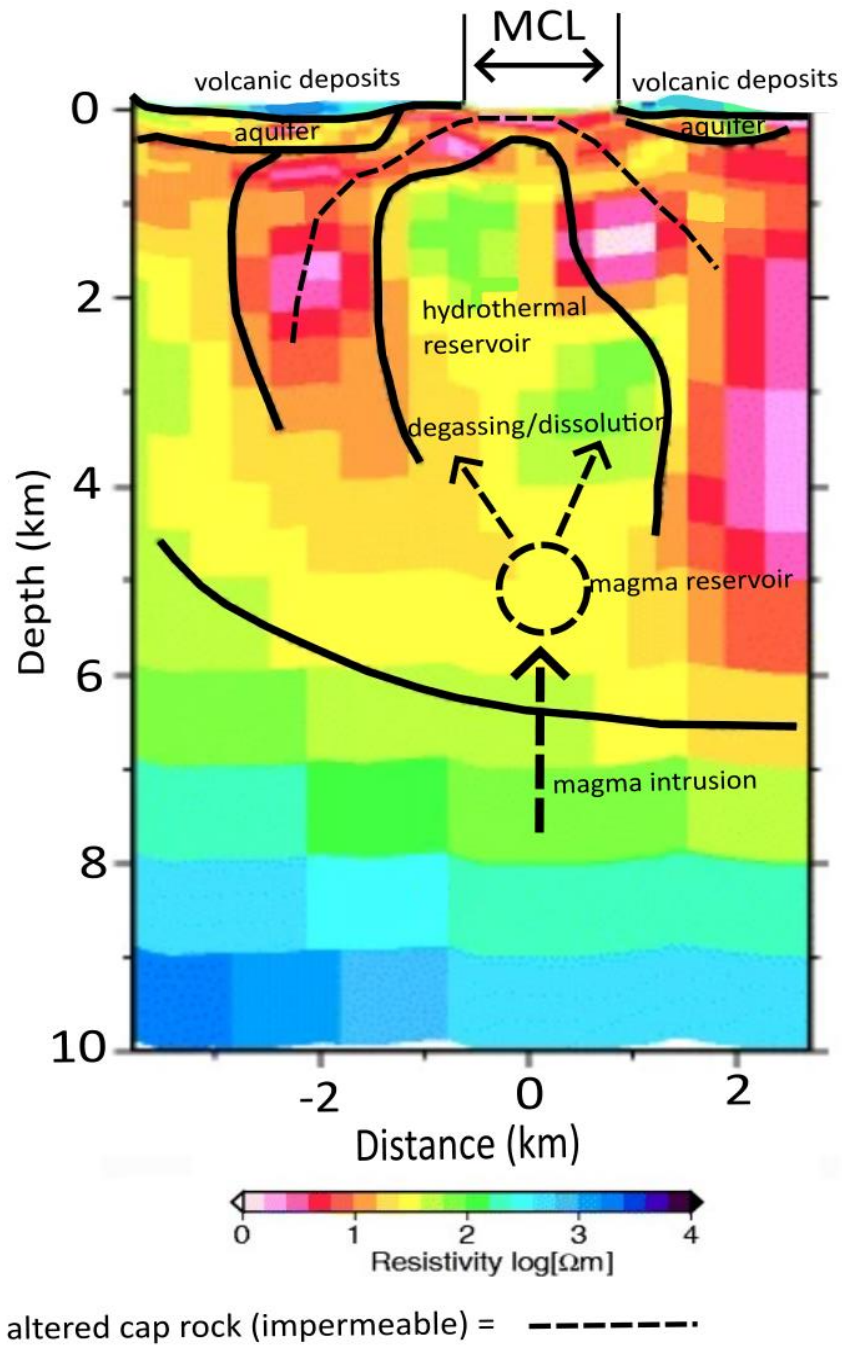 MCL
volcanic deposits
volcanic deposits
0
aquifer
aquifer
2
hydrothermal
reservoir
degassing/dissolution
4
Depth (km)
magma reservoir
6
magma intrusion
8
10
-2
0
2
Distance (km)
0
1
2
3
4
Resistivity log[Ωm]
altered cap rock (impermeable) =